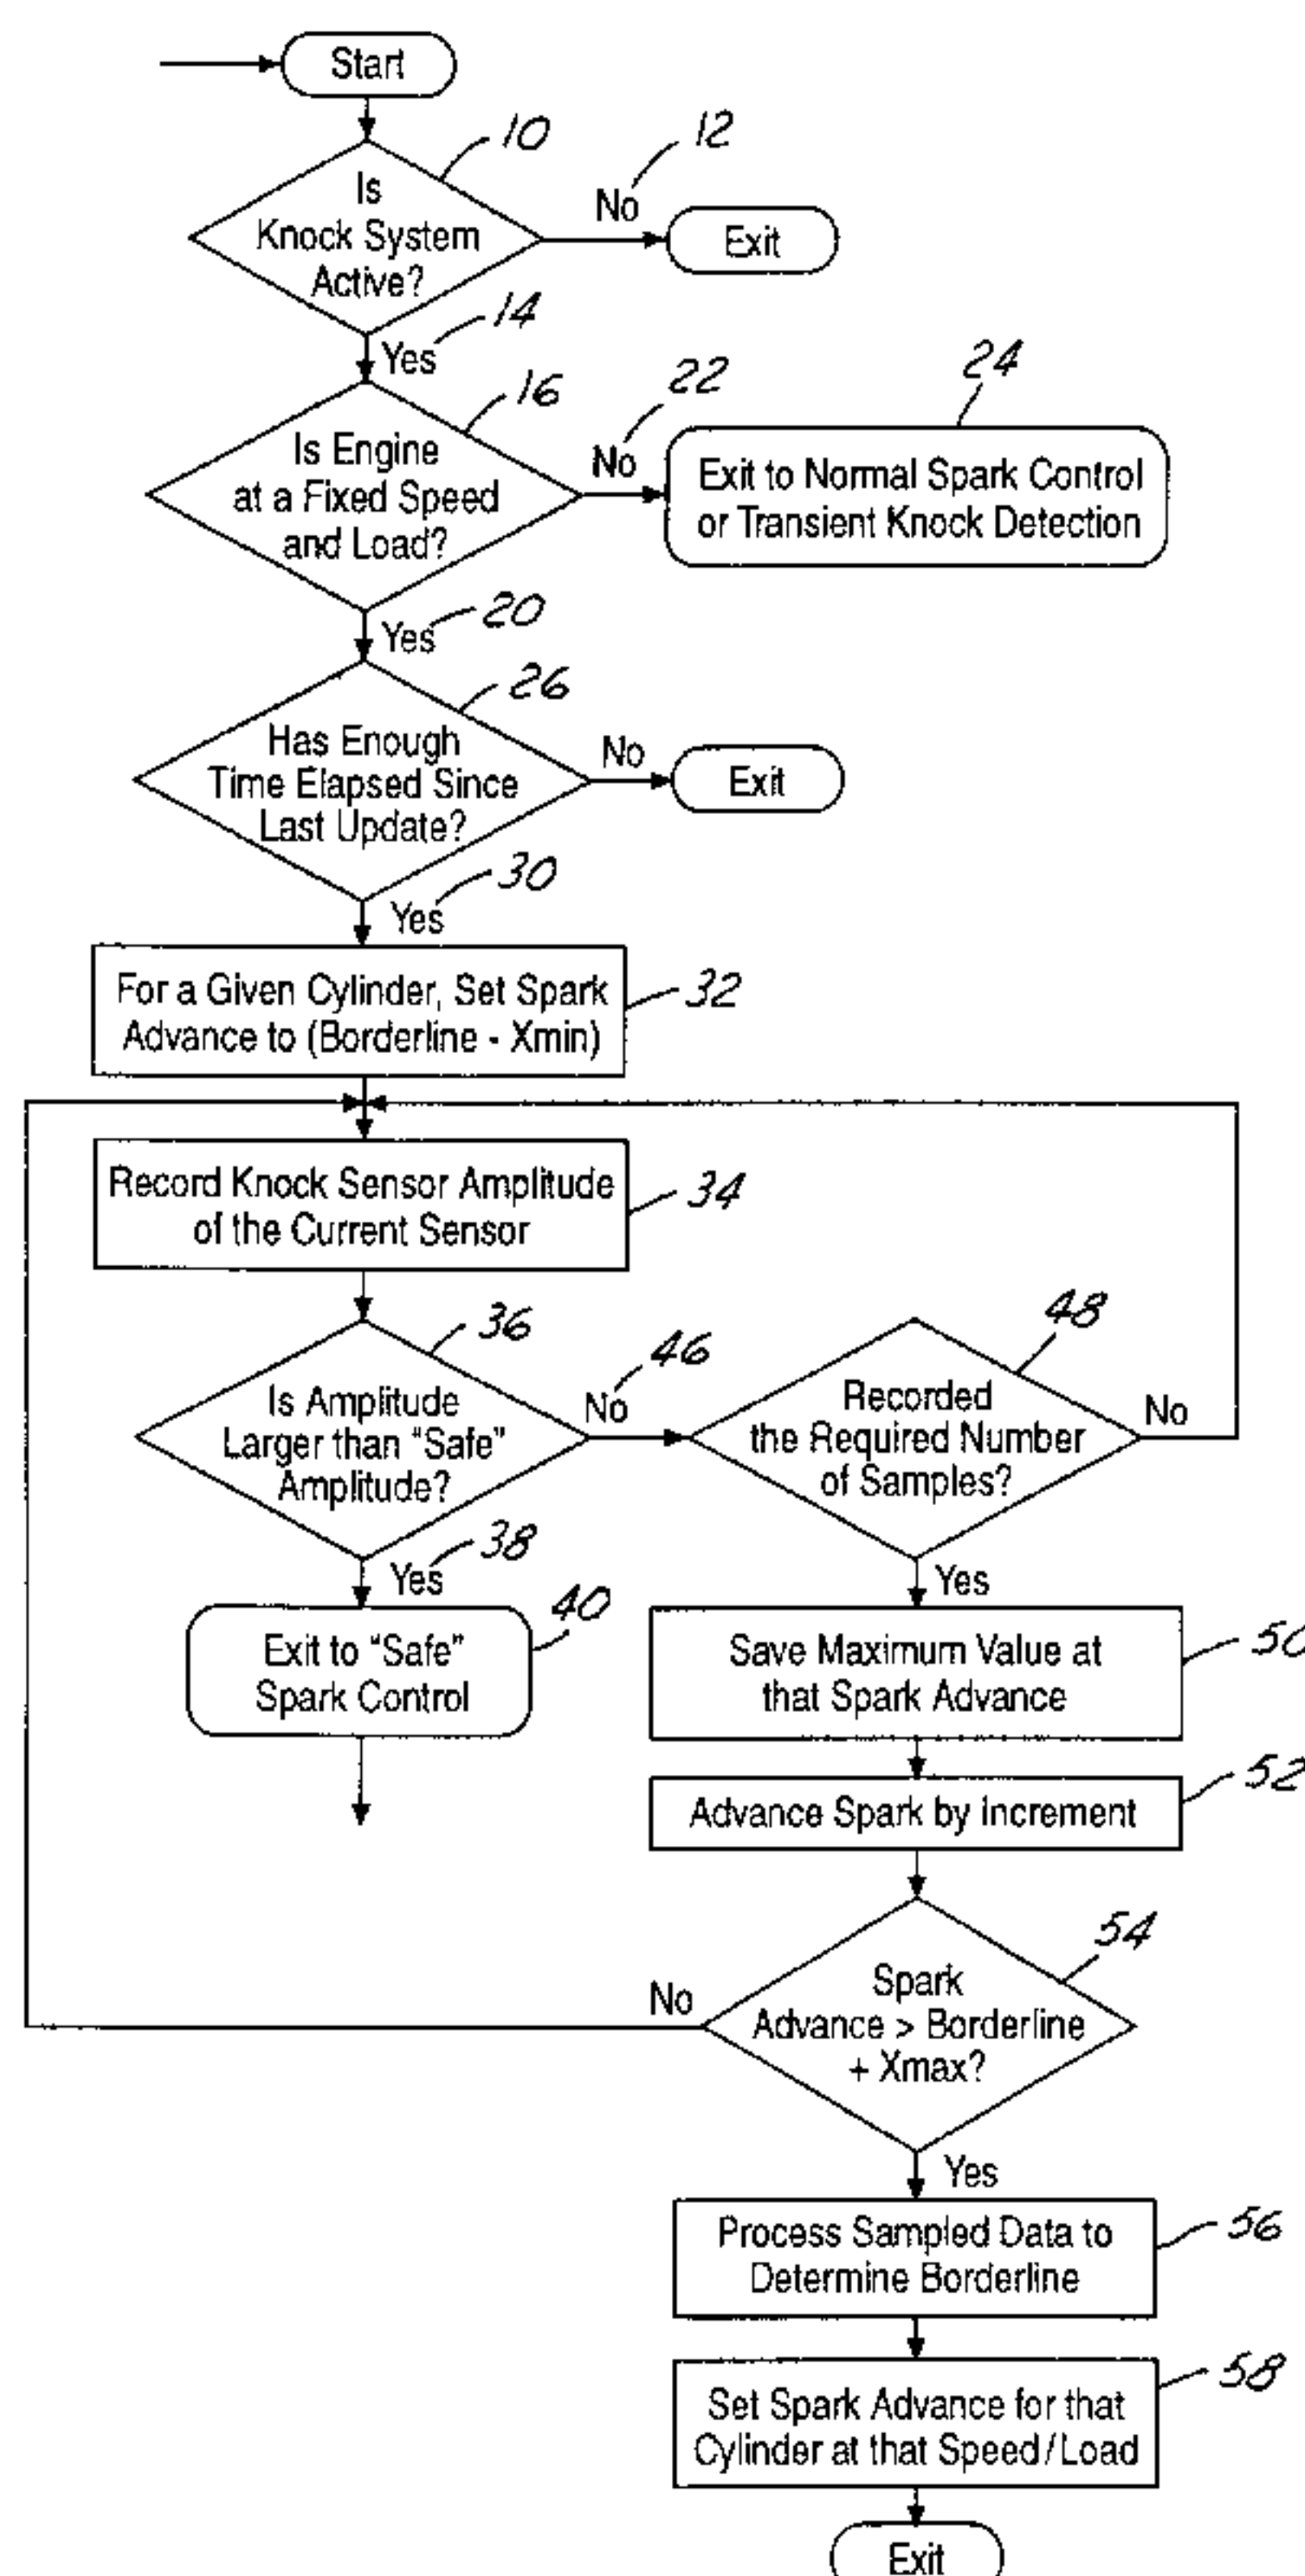 Start
10
12
Is
Knock System
Active?
No
Exit
14
Yes
16
22
24
Is Engine
at a Fixed Speed
and Load?
No
Exit to Normal Spark Control
or Transient Knock Detection
20
Yes
26
Has Enough
Time Elapsed Since
Last Update?
No
Exit
30
Yes
For a Given Cylinder, Set Spark
Advance to (Borderline - Xmin)
32
Record Knock Sensor Amplitude
of the Current Sensor
34
36
46
48
Is Amplitude
Larger than "Safe"
Amplitude?
No
Recorded
the Required Number
of Samples?
No
38
Yes
Yes
40
Exit to "Safe"
Spark Control
Save Maximum Value at
that Spark Advance
50
Advance Spark by Increment
52
54
No
Spark
Advance > Borderline
+ Xmax?
Yes
Process Sampled Data to
Determine Borderline
56
Set Spark Advance for that
Cylinder at that Speed/Load
58
Exit